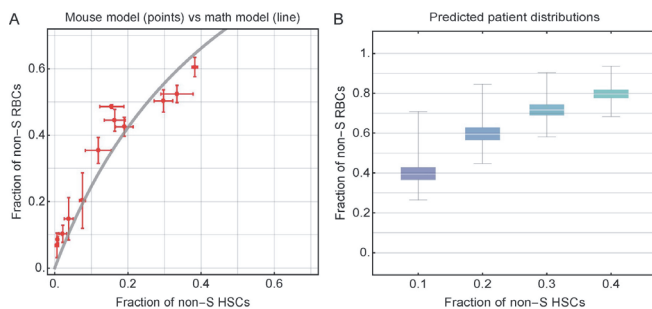 A
Mouse model (points) vs math model (line)
Fraction of non−S RBCs
0.6
0.4
0.2
0.
0.
0.2
0.4
0.6
Fraction of non−S HSCs
B
Predicted patient distributions
Fraction of non−S RBCs
1.
0.8
0.6
0.4
0.2
0.0
0.1
0.2
0.3
0.4
Fraction of non−S HSCs